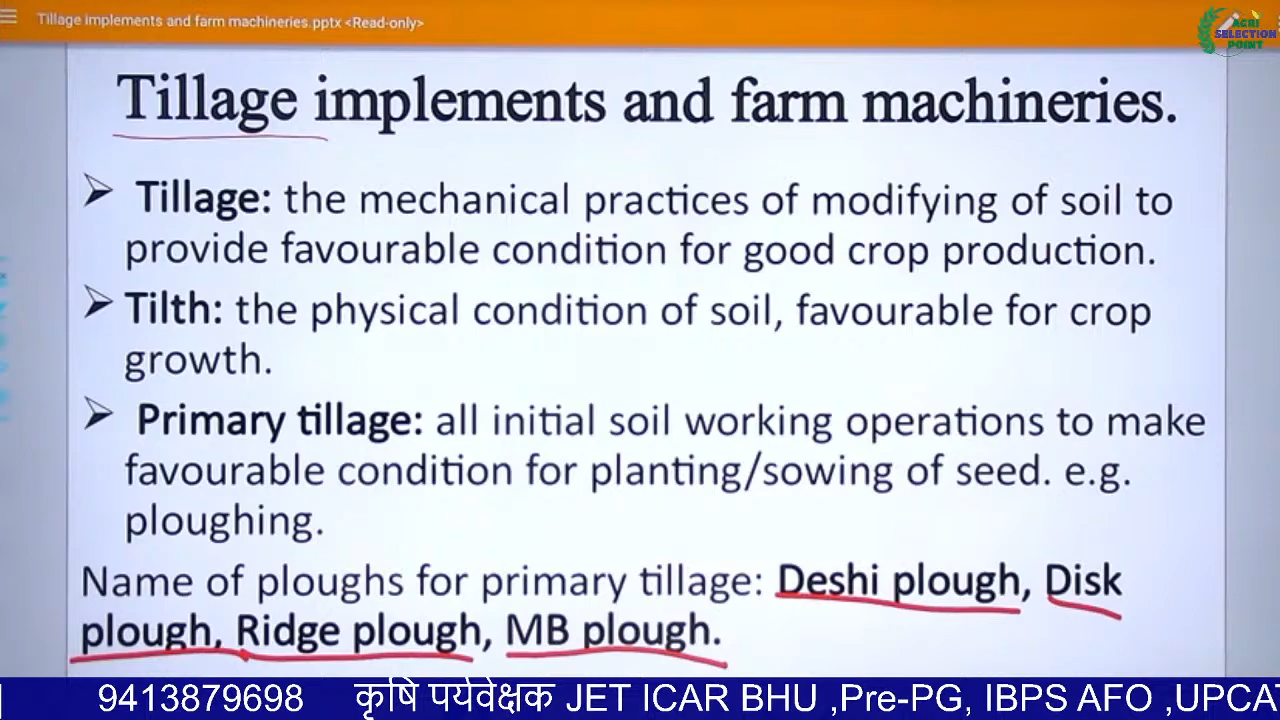 Tillage implements and farm machineries.pptx <Read-only>
AGRI
SELECTION
POINT
Tillage implements and farm machineries.
➢ Tillage: the mechanical practices of modifying of soil to
provide favourable condition for good crop production.
➢ Tilth: the physical condition of soil, favourable for crop
growth.
➢ Primary tillage: all initial soil working operations to make
favourable condition for planting/sowing of seed. e.g.
ploughing.
Name of ploughs for primary tillage: Deshi plough, Disk
plough, Ridge plough, MB plough.
9413879698 कृषि पर्यवेक्षक JET ICAR BHU ,Pre-PG, IBPS AFO ,UPCA